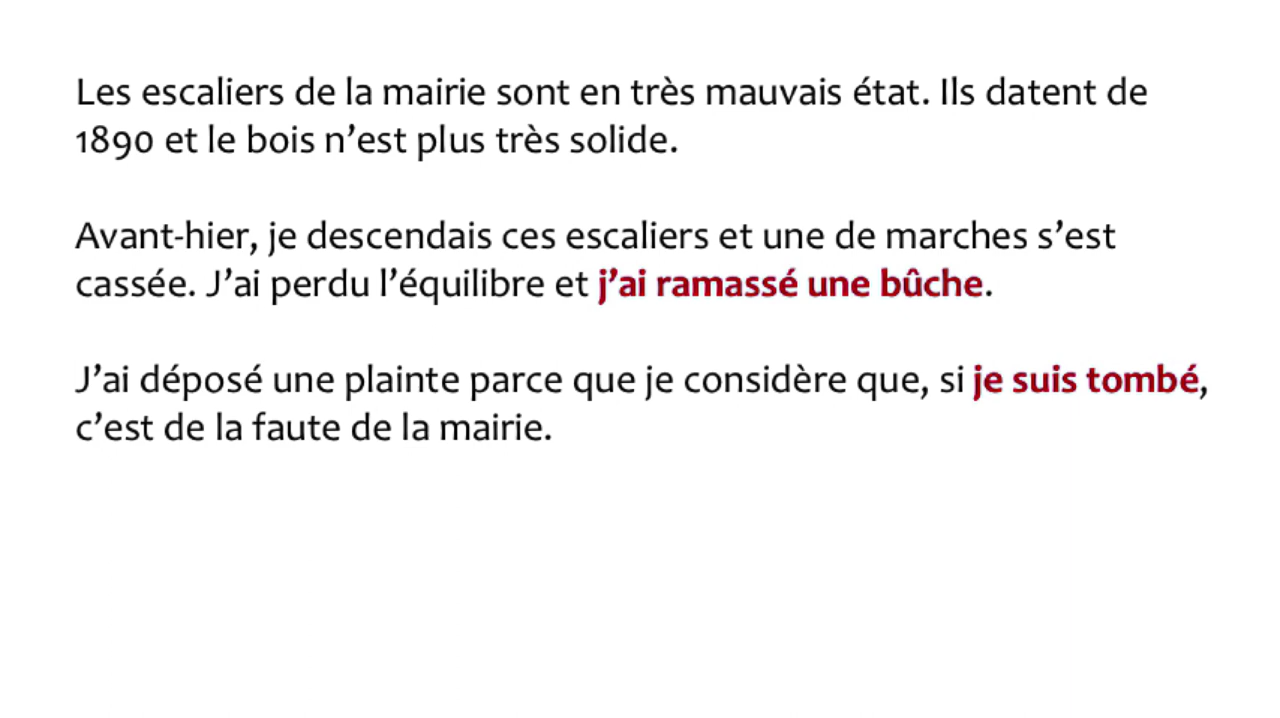 Les escaliers de la mairie sont en très mauvais état. Ils datent de
1890 et le bois n’est plus très solide.
Avant-hier, je descendais ces escaliers et une de marches s’est
cassée. J’ai perdu l’équilibre et j’ai ramassé une bûche.
J’ai déposé une plainte parce que je considère que, si je suis tombé,
c’est de la faute de la mairie.